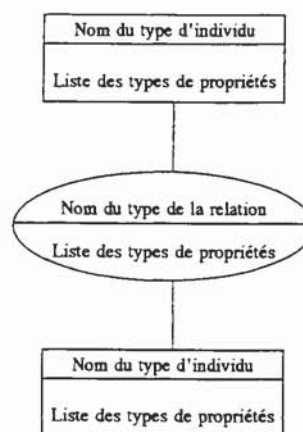 Nom du type d'individu
Liste des types de propriétés
Nom du type de la relation
Liste des types de propriétés
Nom du type d'individu
Liste des types de propriétés